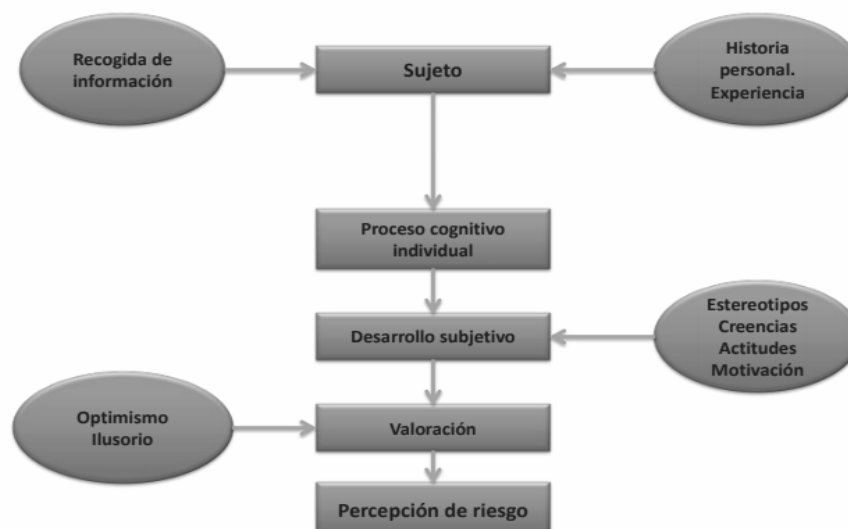 Recogida de
información
Sujeto
Historia
personal.
Experiencia
Proceso cognitivo
individual
Desarrollo subjetivo
Estereotipos
Creencias
Actitudes
Motivación
Optimismo
Ilusorio
Valoración
Percepción de riesgo